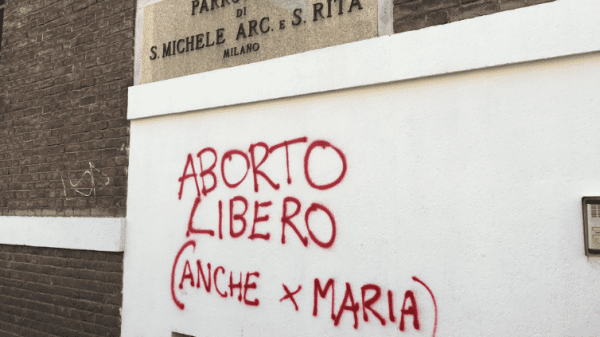 DI
S. MICHELE ARC. E S. RITA
MILANO
ABORTO
LIBERO
(ANCHE x MARIA)